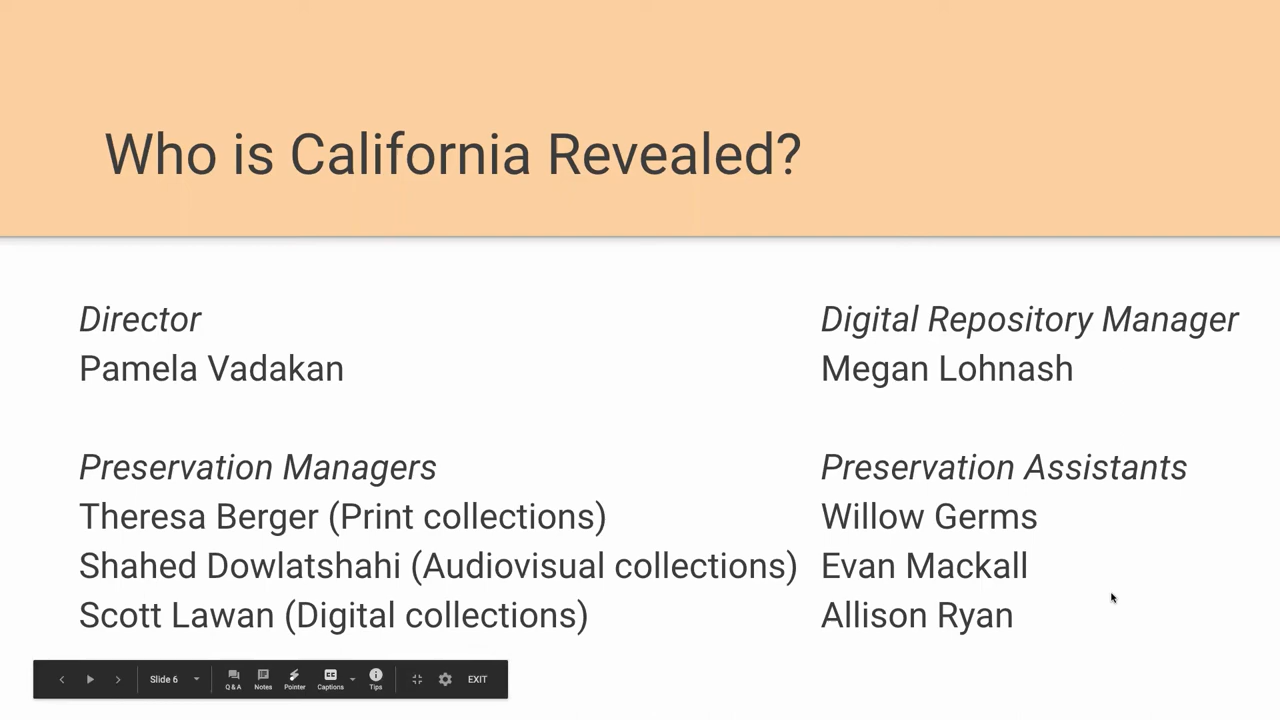 Who is California Revealed?
Director
Pamela Vadakan
Preservation Managers
Theresa Berger (Print collections)
Shahed Dowlatshahi (Audiovisual collections)
Scott Lawan (Digital collections)
Digital Repository Manager
Megan Lohnash
Preservation Assistants
Willow Germs
Evan Mackall
Allison Ryan
Slide 6
Q & A
Notes
Pointer
CC
Captions
Tips
EXIT